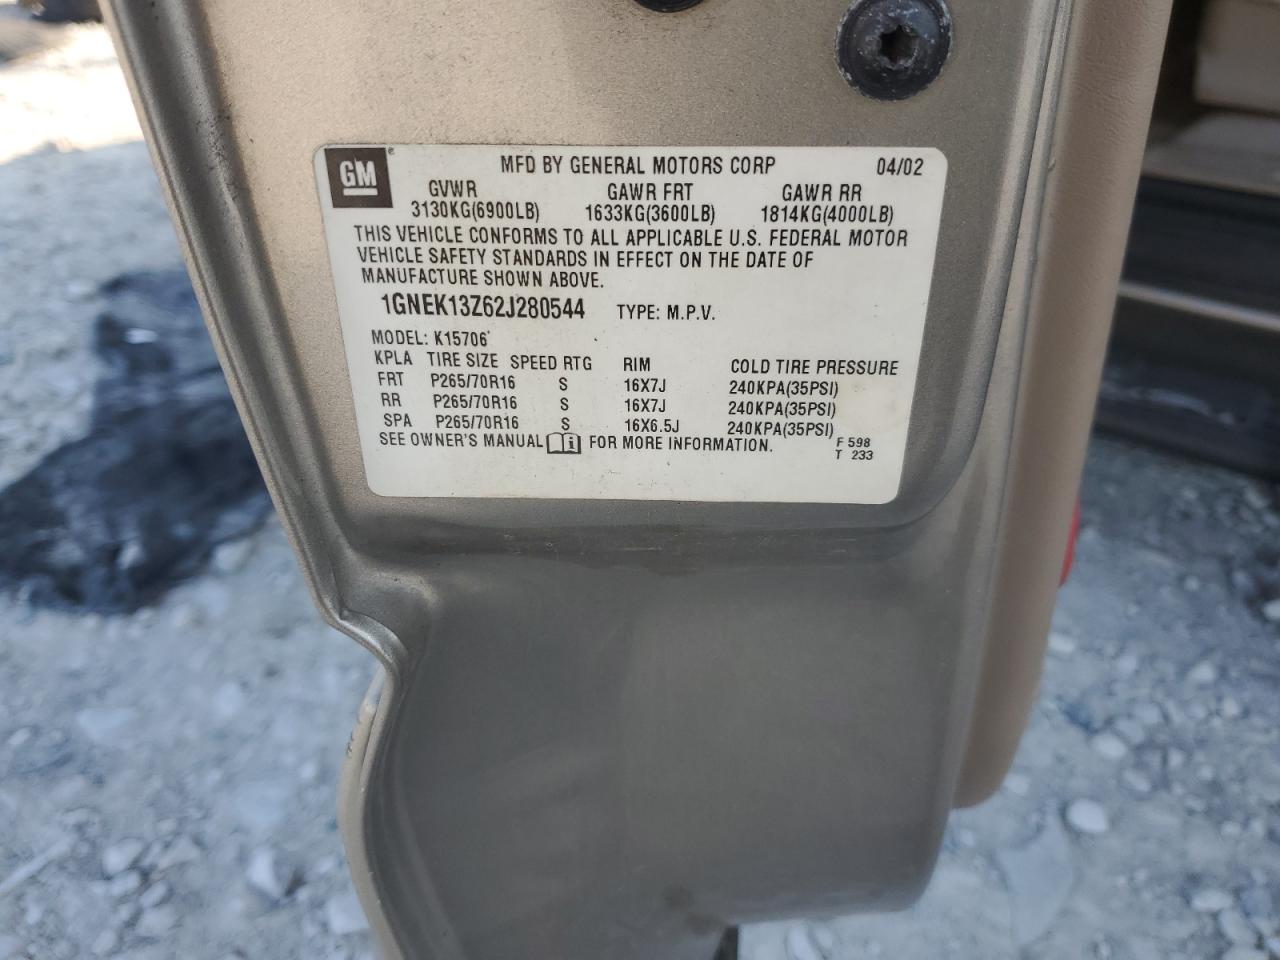 GM ® MFD BY GENERAL MOTORS CORP 04/02
GVWR GAWR FRT GAWR RR
3130KG(6900LB) 1633KG(3600LB) 1814KG(4000LB)
THIS VEHICLE CONFORMS TO ALL APPLICABLE U.S. FEDERAL MOTOR
VEHICLE SAFETY STANDARDS IN EFFECT ON THE DATE OF
MANUFACTURE SHOWN ABOVE.
1GNEK13Z62J280544 TYPE: M.P.V.
MODEL: K15706
KPLA TIRE SIZE SPEED RTG RIM COLD TIRE PRESSURE
FRT P265/70R16 S 16X7J 240KPA(35PSI)
RR P265/70R16 S 16X7J 240KPA(35PSI)
SPA P265/70R16 S 16X6.5J 240KPA(35PSI)
SEE OWNER'S MANUAL FOR MORE INFORMATION. F 598
T 233